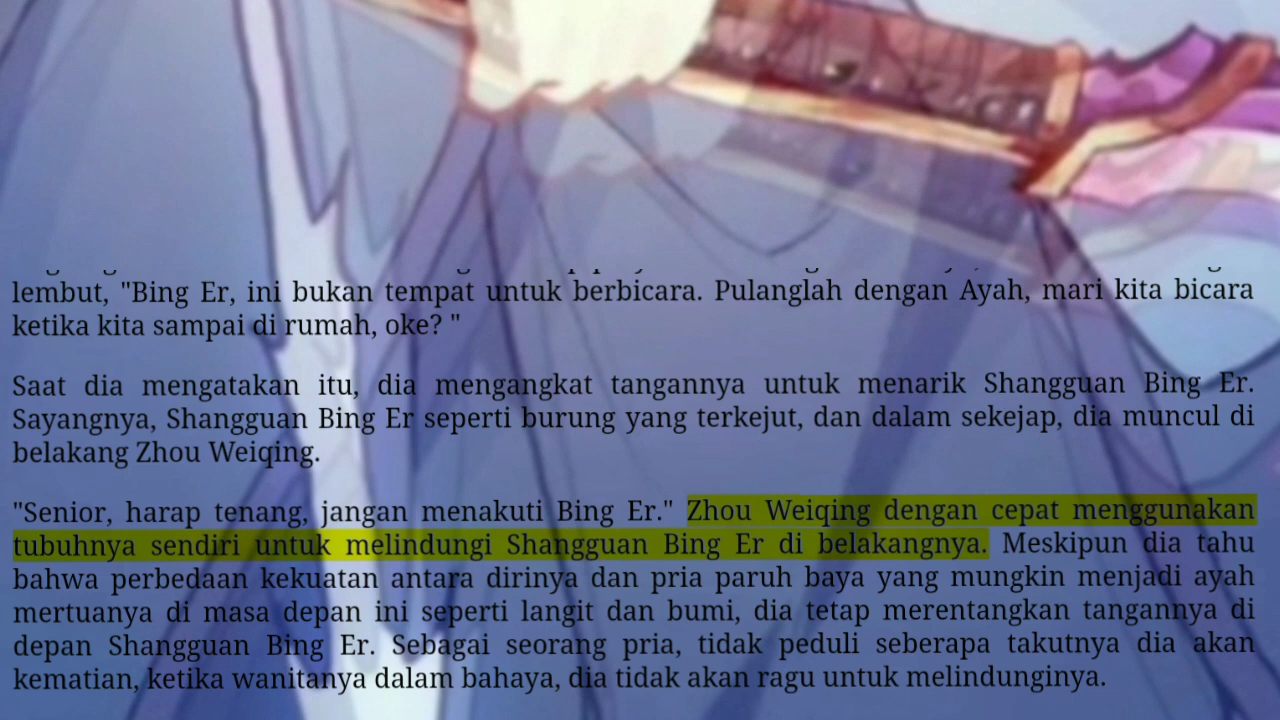 lembut, "Bing Er, ini bukan tempat untuk berbicara. Pulanglah dengan Ayah, mari kita bicara
ketika kita sampai di rumah, oke? "
Saat dia mengatakan itu, dia mengangkat tangannya untuk menarik Shangguan Bing Er.
Sayangnya, Shangguan Bing Er seperti burung yang terkejut, dan dalam sekejap, dia muncul di
belakang Zhou Weiqing.
"Senior, harap tenang, jangan menakuti Bing Er." Zhou Weiqing dengan cepat menggunakan
tubuhnya sendiri untuk melindungi Shangguan Bing Er di belakangnya. Meskipun dia tahu
bahwa perbedaan kekuatan antara dirinya dan pria paruh baya yang mungkin menjadi ayah
mertuanya di masa depan ini seperti langit dan bumi, dia tetap merentangkan tangannya di
depan Shangguan Bing Er. Sebagai seorang pria, tidak peduli seberapa takutnya dia akan
kematian, ketika wanitanya dalam bahaya, dia tidak akan ragu untuk melindunginya.